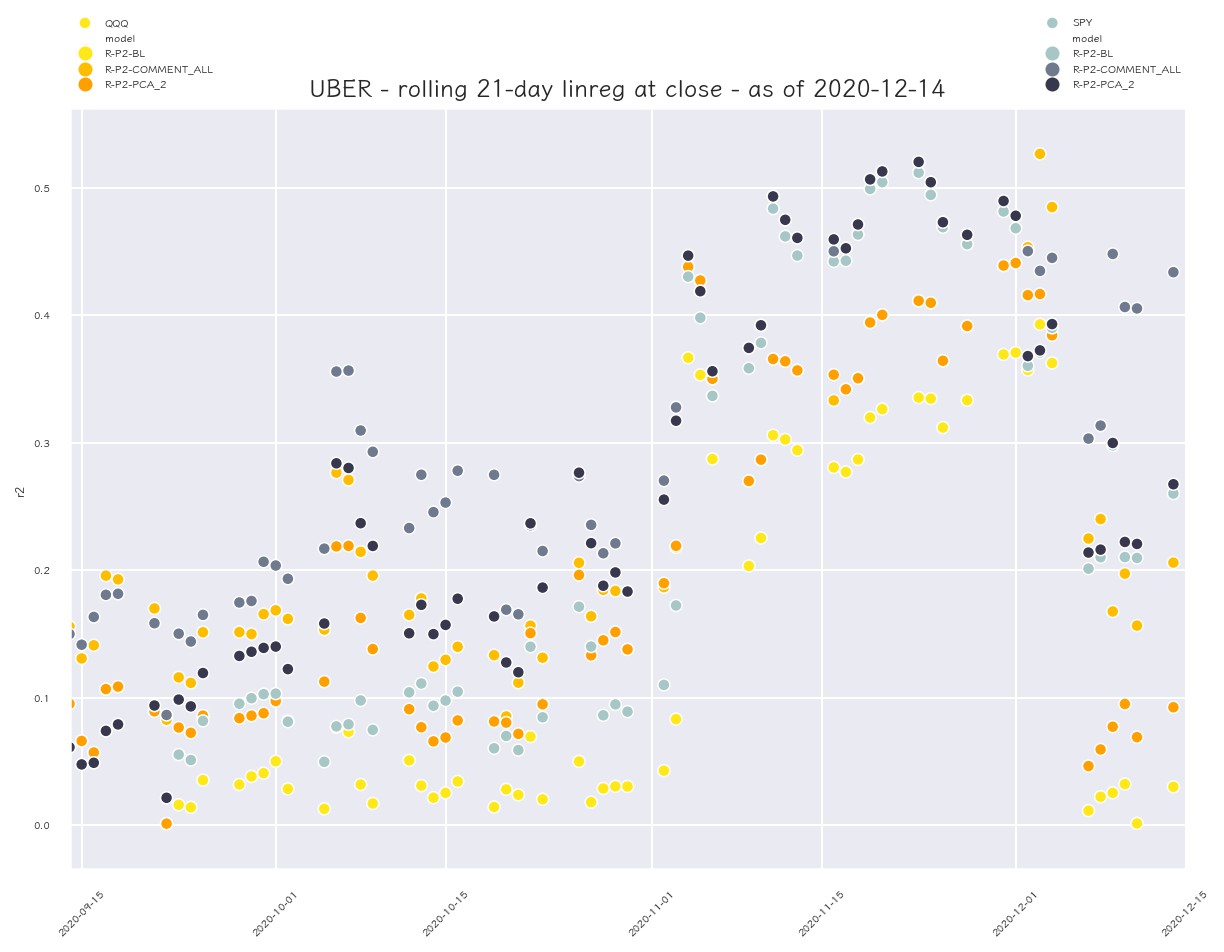 QQQ
model
R-P2-BL
R-P2-COMMENT_ALL
R-P2-PCA_2
SPY
model
R-P2-BL
R-P2-COMMENT_ALL
R-P2-PCA_2
UBER - rolling 21-day linreg at close - as of 2020-12-14
r2
0.5
0.4
0.3
0.2
0.1
0.0
2020-09-15
2020-10-01
2020-10-15
2020-11-01
2020-11-15
2020-12-01
2020-12-15